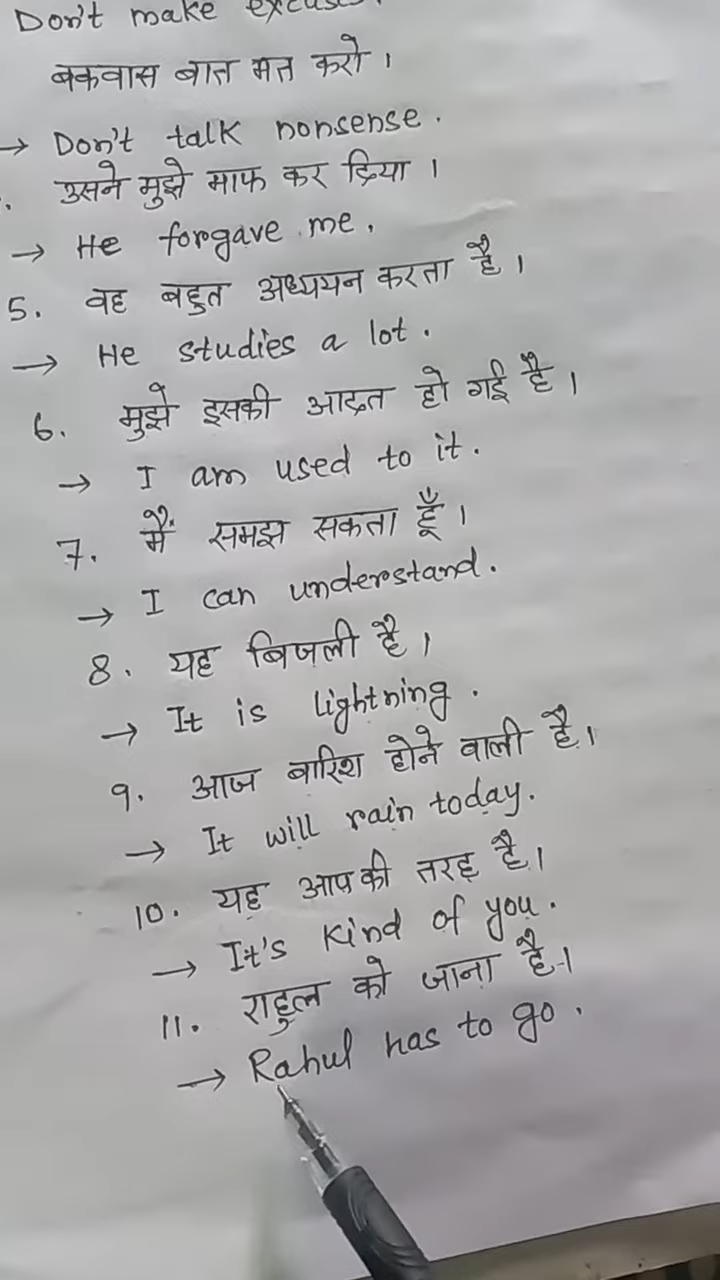 Don't make excuses.
बकवास बात मत करो।
→ Don't talk nonsense.
. उसने मुझे माफ कर दिया।
→ He forgave me.
5. वह बहुत अध्ययन करता है।
→ He studies a lot.
6. मुझे इसकी आदत हो गई है।
→ I am used to it.
7. मैं समझ सकता हूँ।
→ I can understand.
8. यह बिजली है।
→ It is lightning.
9. आज बारिश होने वाली है।
→ It will rain today.
10. यह आपकी तरह है।
→ It's kind of you.
11. राहुल को जाना है।
→ Rahul has to go.